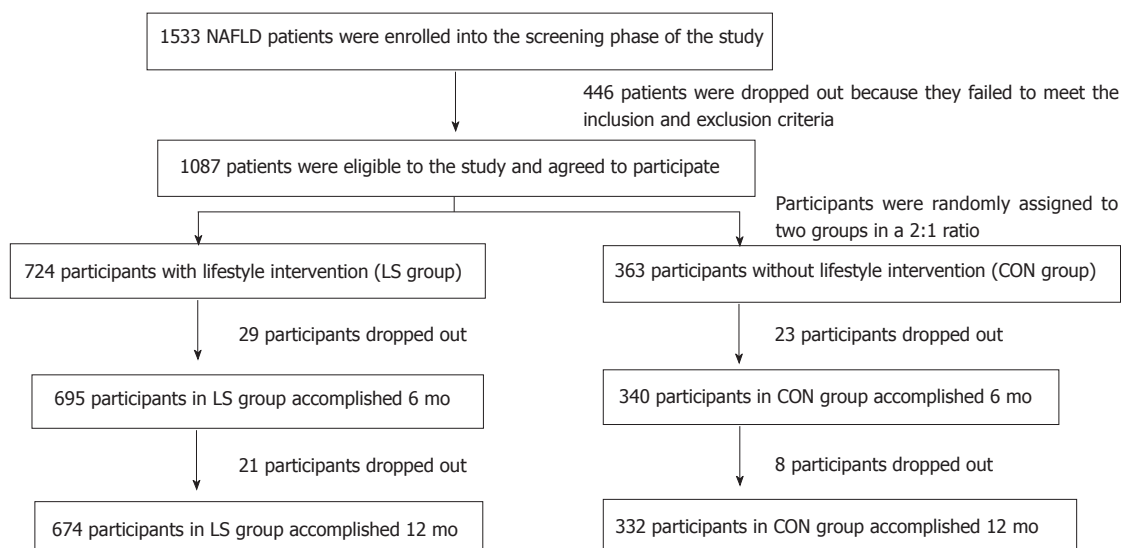 1533 NAFLD patients were enrolled into the screening phase of the study
446 patients were dropped out because they failed to meet the
inclusion and exclusion criteria
1087 patients were eligible to the study and agreed to participate
Participants were randomly assigned to
two groups in a 2:1 ratio
724 participants with lifestyle intervention (LS group)
363 participants without lifestyle intervention (CON group)
29 participants dropped out
23 participants dropped out
695 participants in LS group accomplished 6 mo
340 participants in CON group accomplished 6 mo
21 participants dropped out
8 participants dropped out
674 participants in LS group accomplished 12 mo
332 participants in CON group accomplished 12 mo